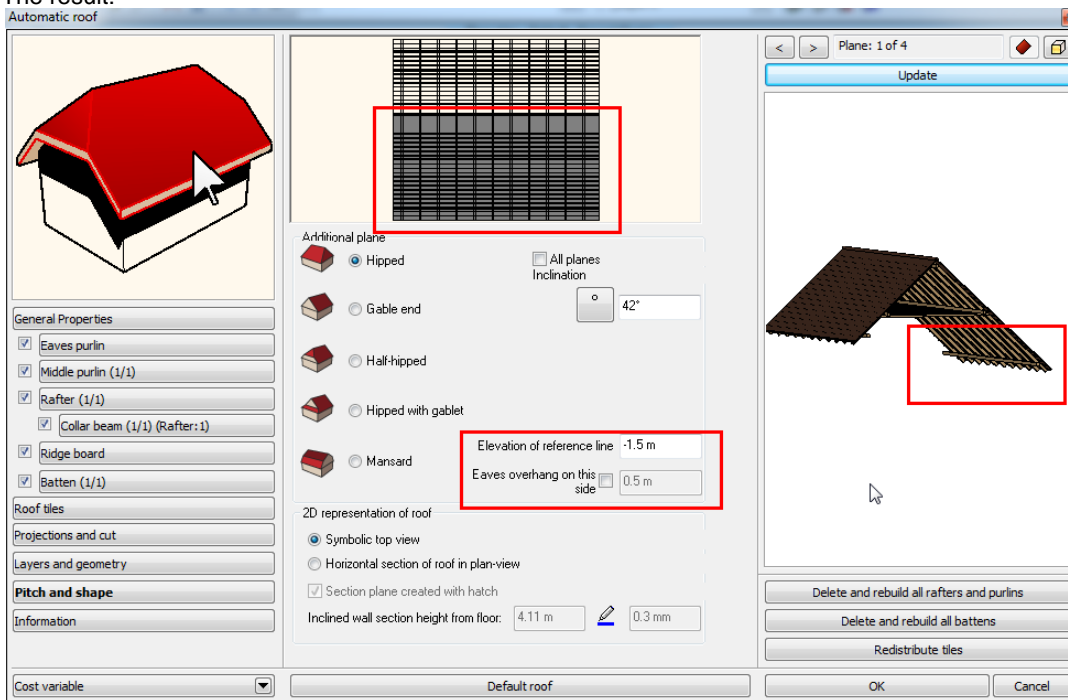 The result:
Automatic roof
< > Plane: 1 of 4
Update
Additional plane
Hipped
All planes
Inclination
° 42°
Gable end
Half-hipped
Hipped with gablet
Mansard
Elevation of reference line -1.5 m
Eaves overhang on this side 0.5 m
2D representation of roof
Symbolic top view
Horizontal section of roof in plan-view
Section plane created with hatch
Inclined wall section height from floor: 4.11 m 0.3 mm
General Properties
Eaves purlin
Middle purlin (1/1)
Rafter (1/1)
Collar beam (1/1) (Rafter:1)
Ridge board
Batten (1/1)
Roof tiles
Projections and cut
Layers and geometry
Pitch and shape
Information
Delete and rebuild all rafters and purlins
Delete and rebuild all battens
Redistribute tiles
Cost variable
Default roof
OK
Cancel